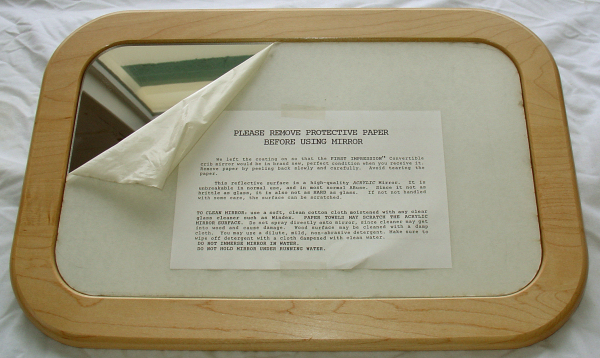 PLEASE REMOVE PROTECTIVE PAPER
BEFORE USING MIRROR
We left the coating on so that the FIRST IMPRESSION™ Convertible
crib mirror would be in brand new, perfect condition when you receive it.
Remove paper by peeling back slowly and carefully. Avoid tearing the
paper.
This reflective surface is a high-quality ACRYLIC Mirror. It is
unbreakable in normal use, and in most normal Abuse. Since it is not as
brittle as glass, it is also not as HARD as glass. If not not handled
with some care, the surface can be scratched.
TO CLEAN MIRROR: use a soft, clean cotton cloth moistened with any clear
glass cleaner such as Windex. PAPER TOWELS MAY SCRATCH THE ACRYLIC
MIRROR SURFACE. Do not spray directly onto mirror, since cleaner may get
into wood and cause damage. Wood surface may be cleaned with a damp
cloth. You may use a dilute, mild, non-abrasive detergent. Make sure to
wipe off detergent with a cloth dampened with clean water.
DO NOT IMMERSE MIRROR IN WATER.
DO NOT HOLD MIRROR UNDER RUNNING WATER.